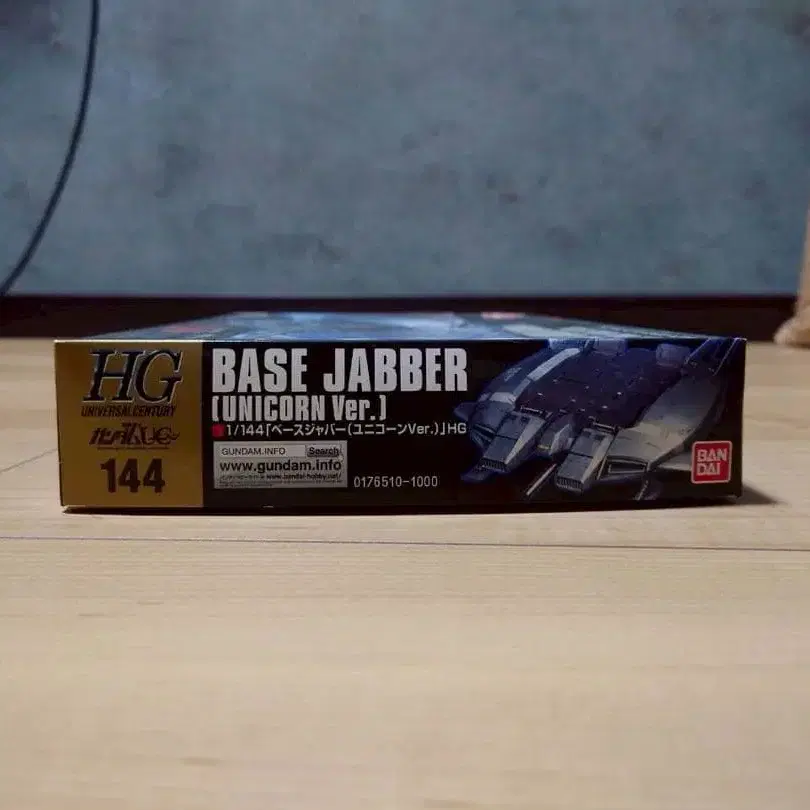 HG
UNIVERSAL CENTURY
ガンダムUC
144
BASE JABBER
(UNICORN Ver.)
1/144「ベースジャバー(ユニコーンVer.)」HG
GUNDAM.INFO Search
www.gundam.info
0176510-1000
BAN
DAI